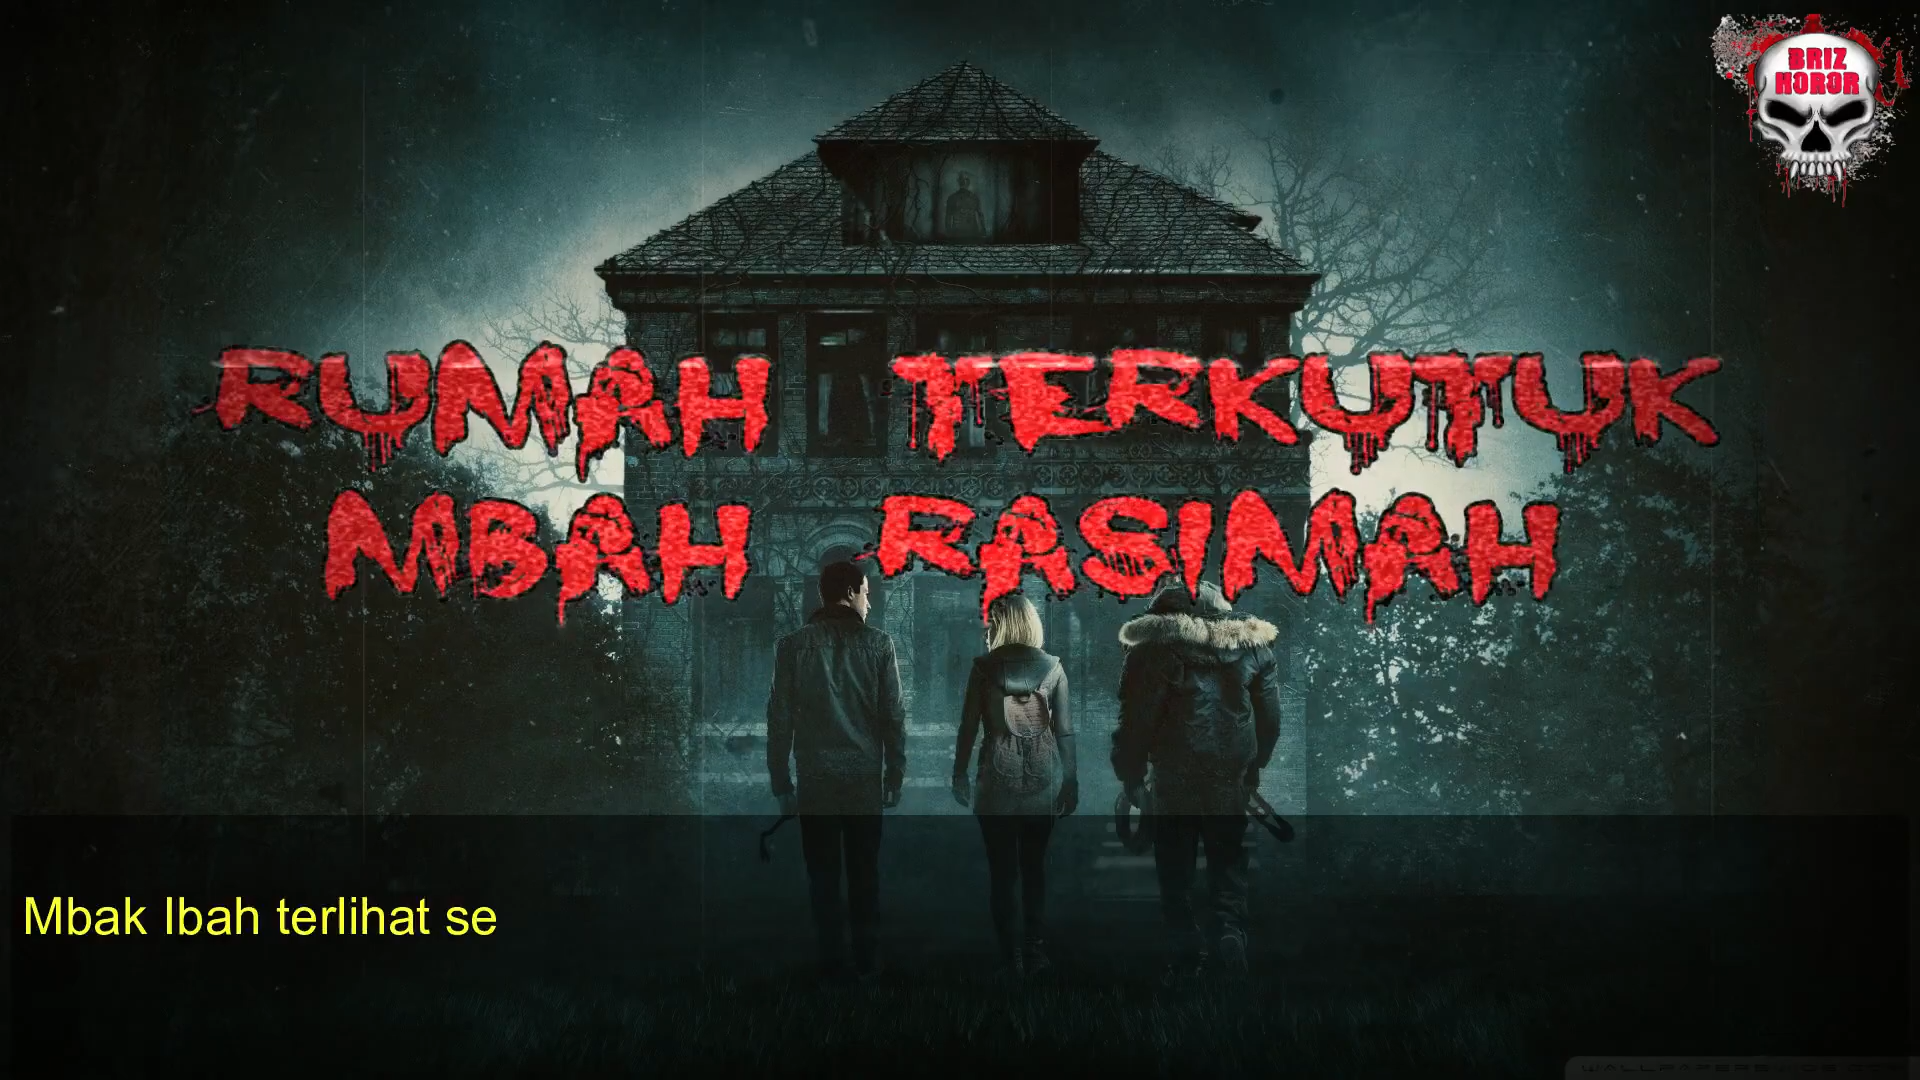 BRIZ
HOROR
RUMAH TERKUTUK
MBAH RASIMAH
Mbak Ibah terlihat se